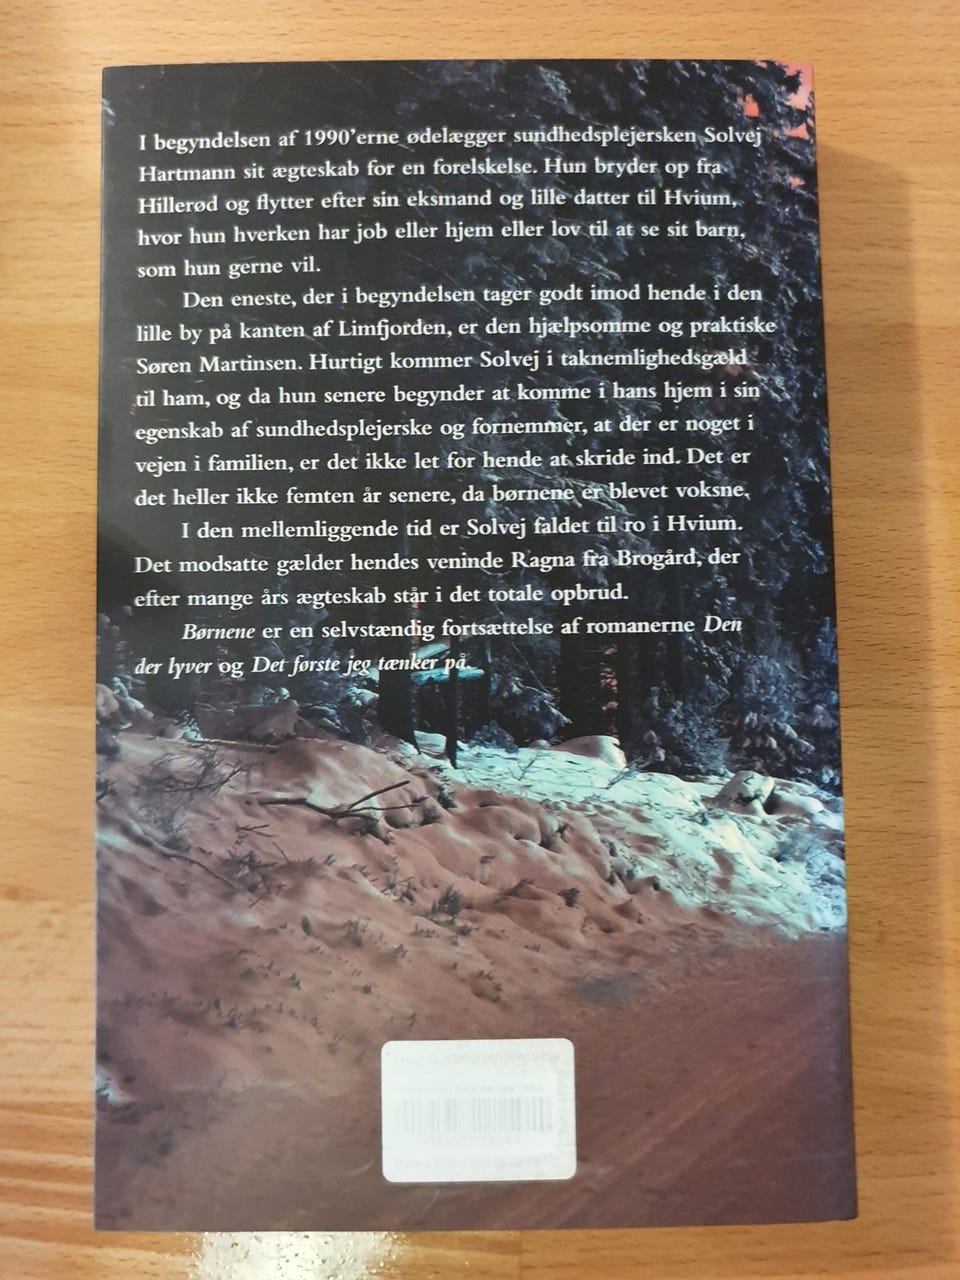 I begyndelsen af 1990'erne ødelægger sundhedsplejersken Solvej
Hartmann sit ægteskab for en forelskelse. Hun bryder op fra
Hillerød og flytter efter sin eksmand og lille datter til Hvium,
hvor hun hverken har job eller hjem eller lov til at se sit barn,
som hun gerne vil.
Den eneste, der i begyndelsen tager godt imod hende i den
lille by på kanten af Limfjorden, er den hjælpsomme og praktiske
Søren Martinsen. Hurtigt kommer Solvej i taknemlighedsgæld
til ham, og da hun senere begynder at komme i hans hjem i sin
egenskab af sundhedsplejerske og fornemmer, at der er noget i
vejen i familien, er det ikke let for hende at skride ind. Det er
det heller ikke femten år senere, da børnene er blevet voksne.
I den mellemliggende tid er Solvej faldet til ro i Hvium.
Det modsatte gælder hendes veninde Ragna fra Brogård, der
efter mange års ægteskab står i det totale opbrud.
Børnene er en selvstændig fortsættelse af romanerne Den
der lyver og Det første jeg tænker på.